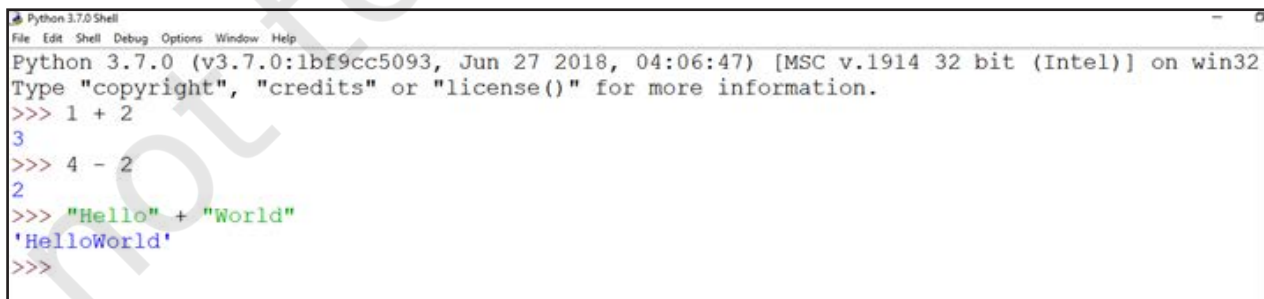 Python 3.7.0 Shell
File Edit Shell Debug Options Window Help
Python 3.7.0 (v3.7.0:1bf9cc5093, Jun 27 2018, 04:06:47) [MSC v.1914 32 bit (Intel)] on win32
Type "copyright", "credits" or "license()" for more information.
>>> 1 + 2
3
>>> 4 - 2
2
>>> "Hello" + "World"
'HelloWorld'
>>>
not